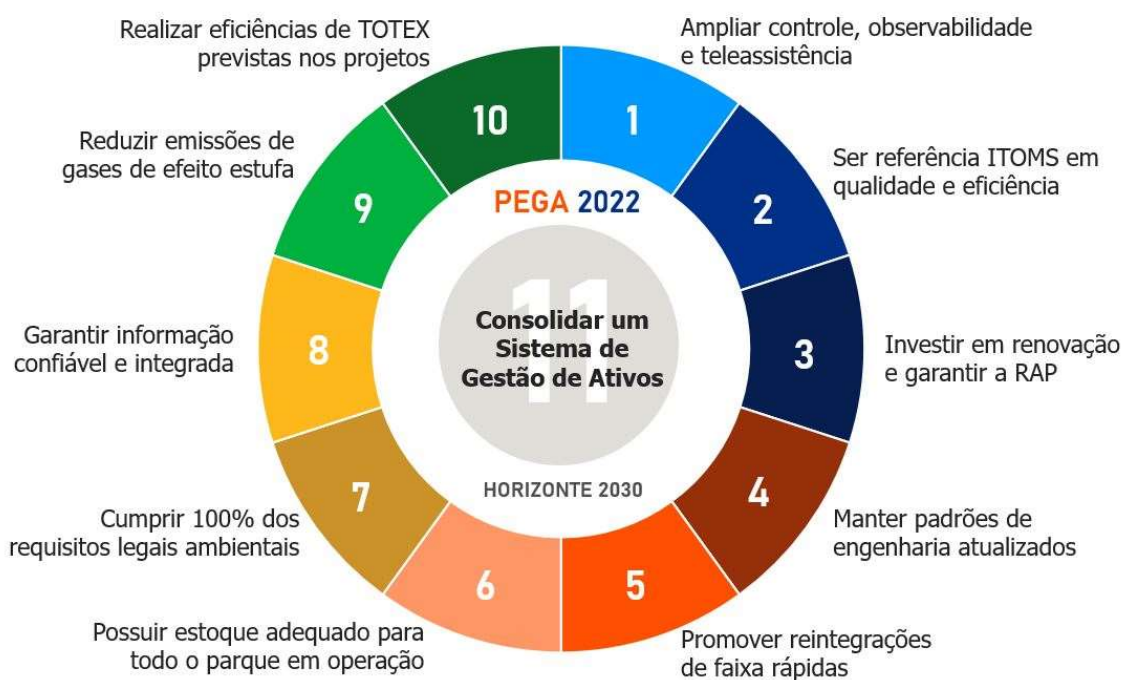 Realizar eficiências de TOTEX
previstas nos projetos
10
Ampliar controle, observabilidade
e teleassistência
1
Ser referência ITOMS em
qualidade e eficiência
2
Investir em renovação
e garantir a RAP
3
Manter padrões de
engenharia atualizados
4
Promover reintegrações
de faixa rápidas
5
Possuir estoque adequado para
todo o parque em operação
6
Cumprir 100% dos
requisitos legais ambientais
7
Garantir informação
confiável e integrada
8
Reduzir emissões de
gases de efeito estufa
9
PEGA 2022
11
Consolidar um
Sistema de
Gestão de Ativos
HORIZONTE 2030